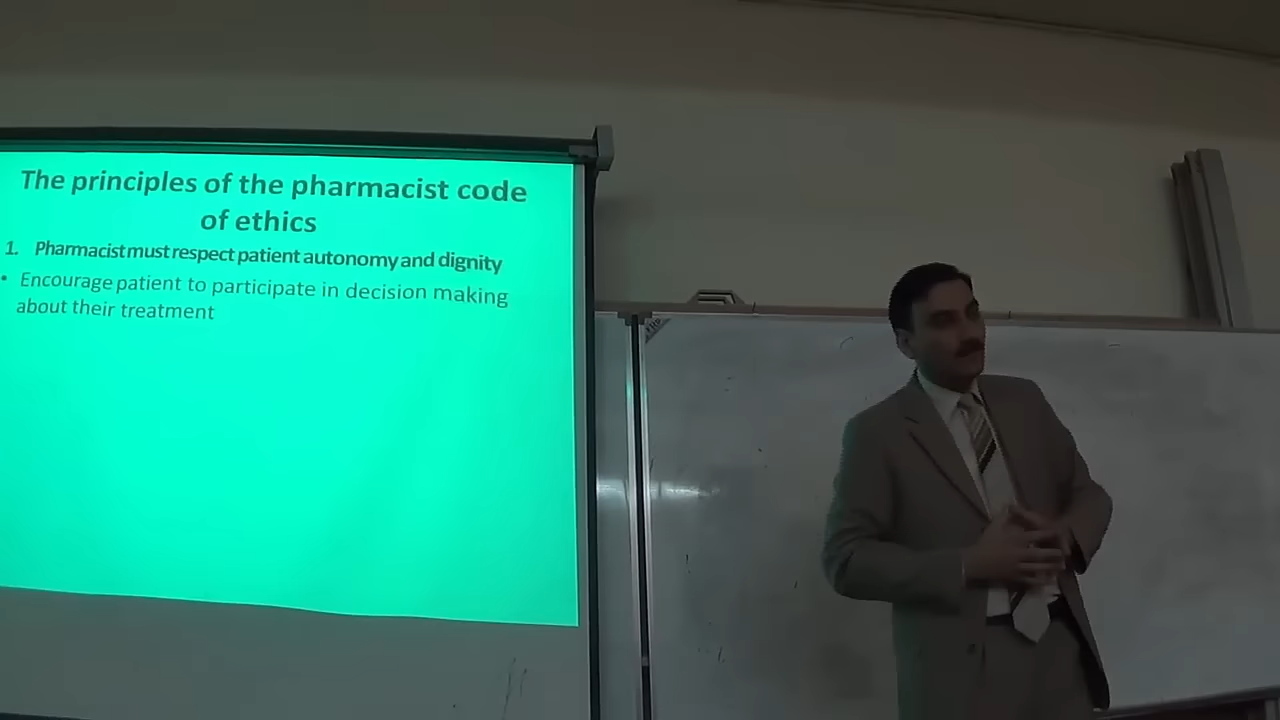 The principles of the pharmacist code
of ethics
1. Pharmacist must respect patient autonomy and dignity
• Encourage patient to participate in decision making
about their treatment